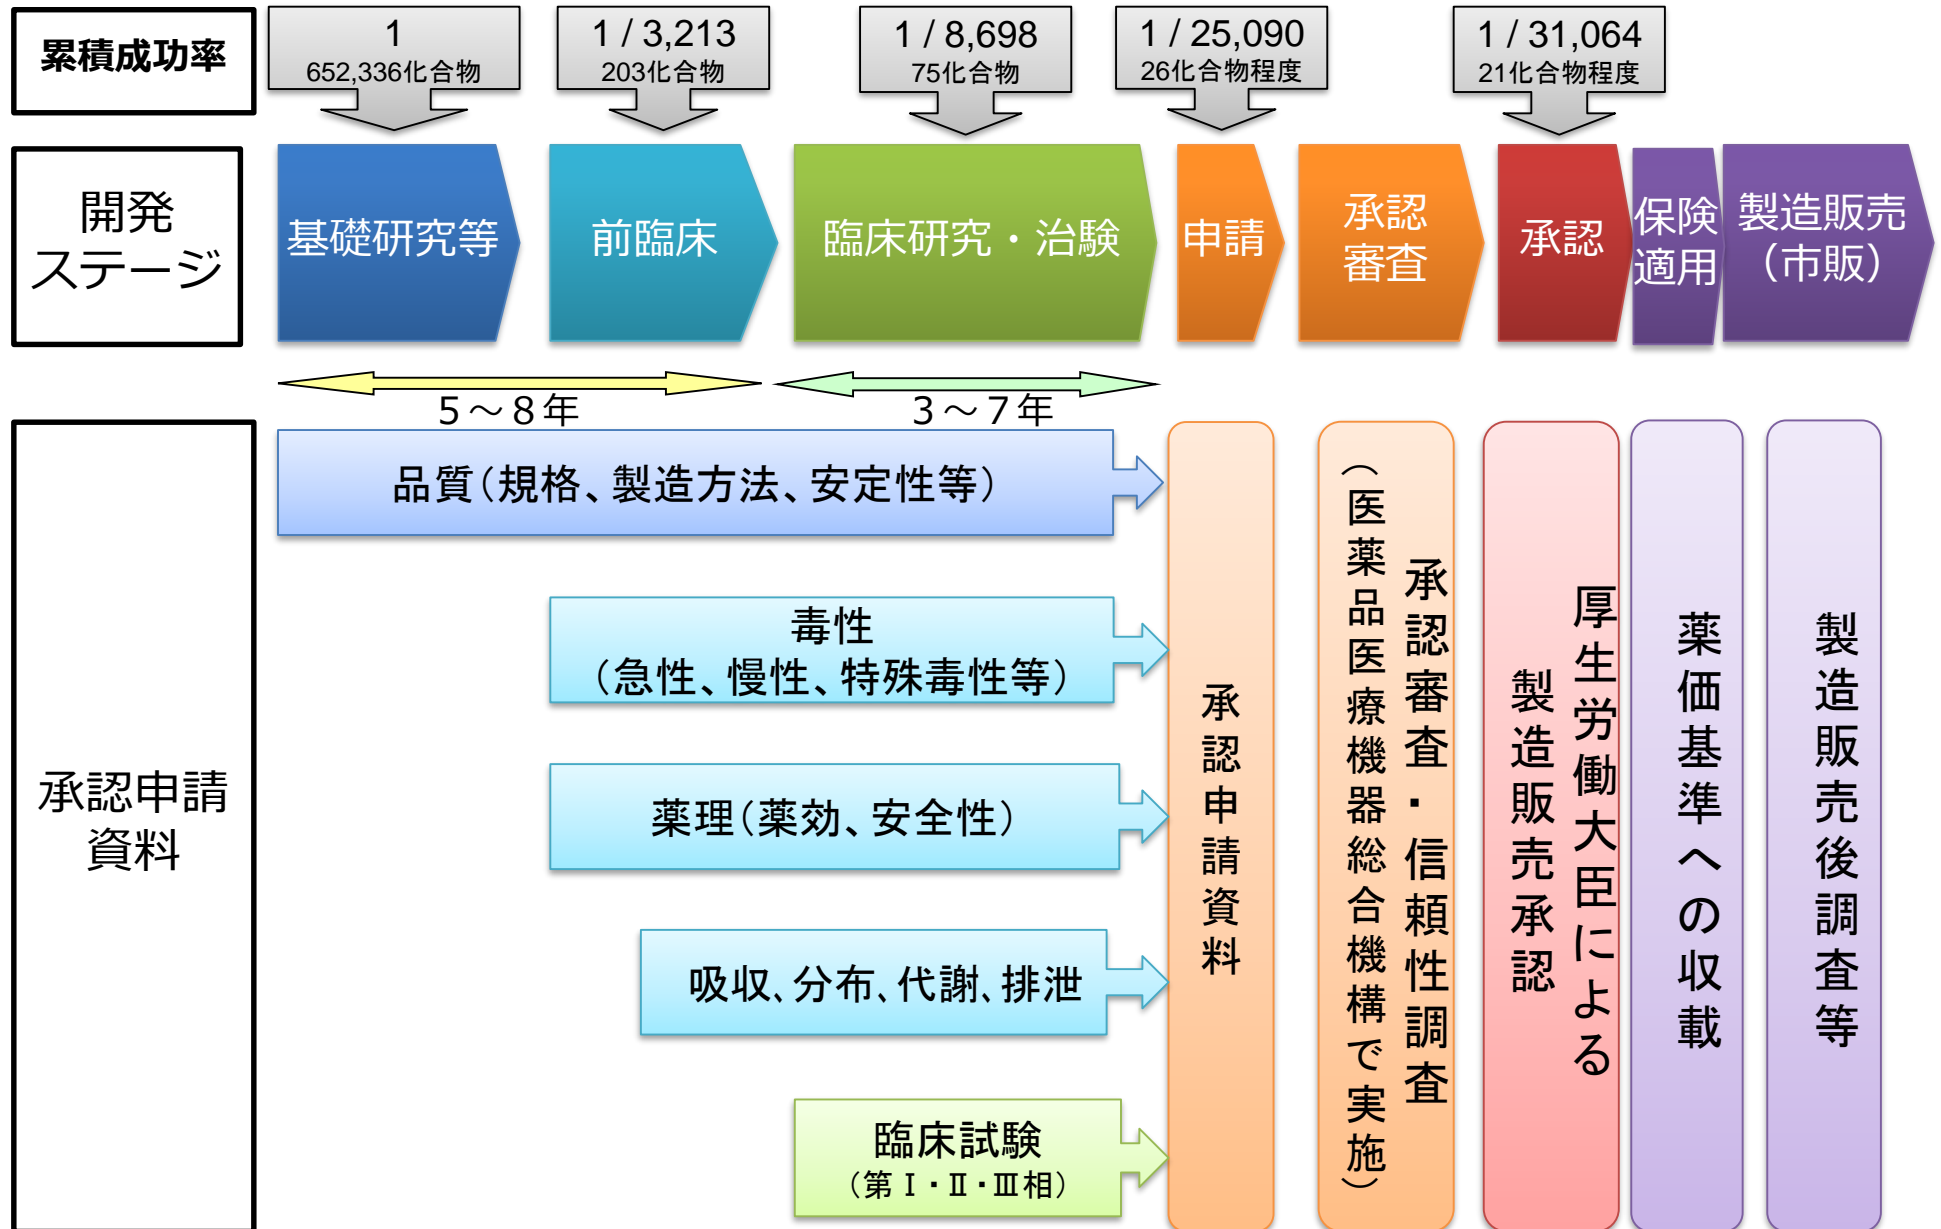 累積成功率
1
652,336化合物
1 / 3,213
203化合物
1 / 8,698
75化合物
1 / 25,090
26化合物程度
1 / 31,064
21化合物程度
開発
ステージ
基礎研究等
前臨床
臨床研究・治験
申請
承認
審査
承認
保険
適用
製造販売
（市販）
5～8年
3～7年
承認申請
資料
品質（規格、製造方法、安定性等）
毒性
（急性、慢性、特殊毒性等）
薬理（薬効、安全性）
吸収、分布、代謝、排泄
臨床試験
（第Ⅰ・Ⅱ・Ⅲ相）
承認申請資料
承認審査・信頼性調査
（医薬品医療機器総合機構で実施）
厚生労働大臣による
製造販売承認
薬価基準への収載
製造販売後調査等